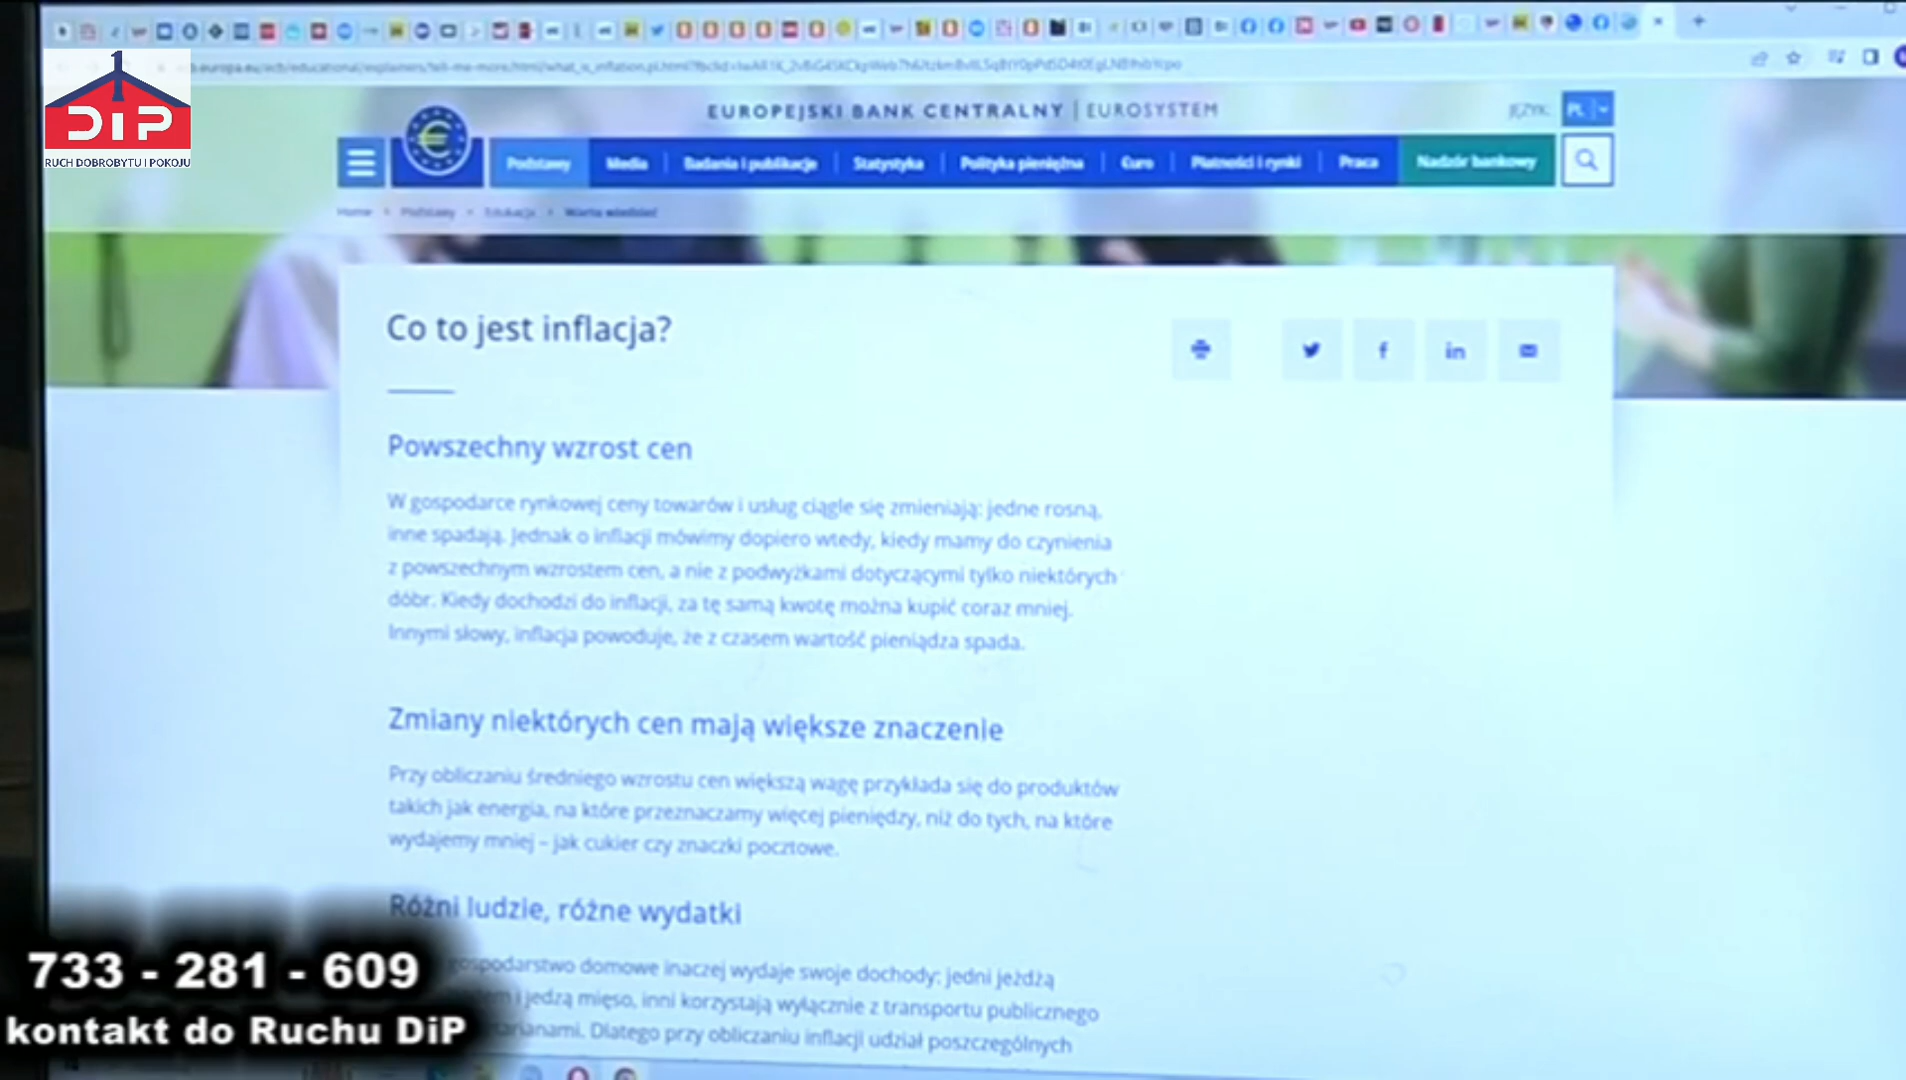 1
DiP
RUCH DOBROBYTU I POKOJU
EUROPEJSKI BANK CENTRALNY | EUROSYSTEM
JĘZYK: PL
Podstawy Media Badania i publikacje Statystyka Polityka pieniężna Euro Płatności i rynki Praca Nadzór bankowy
Home Podstawy Edukacja Warto wiedzieć
Co to jest inflacja?
Powszechny wzrost cen
W gospodarce rynkowej ceny towarów i usług ciągle się zmieniają: jedne rosną,
inne spadają. Jednak o inflacji mówimy dopiero wtedy, kiedy mamy do czynienia
z powszechnym wzrostem cen, a nie z podwyżkami dotyczącymi tylko niektórych
dóbr. Kiedy dochodzi do inflacji, za tę samą kwotę można kupić coraz mniej.
Innymi słowy, inflacja powoduje, że z czasem wartość pieniądza spada.
Zmiany niektórych cen mają większe znaczenie
Przy obliczaniu średniego wzrostu cen większą wagę przykłada się do produktów
takich jak energia, na które przeznaczamy więcej pieniędzy, niż do tych, na które
wydajemy mniej – jak cukier czy znaczki pocztowe.
Różni ludzie, różne wydatki
gospodarstwo domowe inaczej wydaje swoje dochody: jedni jeżdżą
i jedzą mięso, inni korzystają wyłącznie z transportu publicznego
Dlatego przy obliczaniu inflacji udział poszczególnych
733 - 281 - 609
kontakt do Ruchu DiP